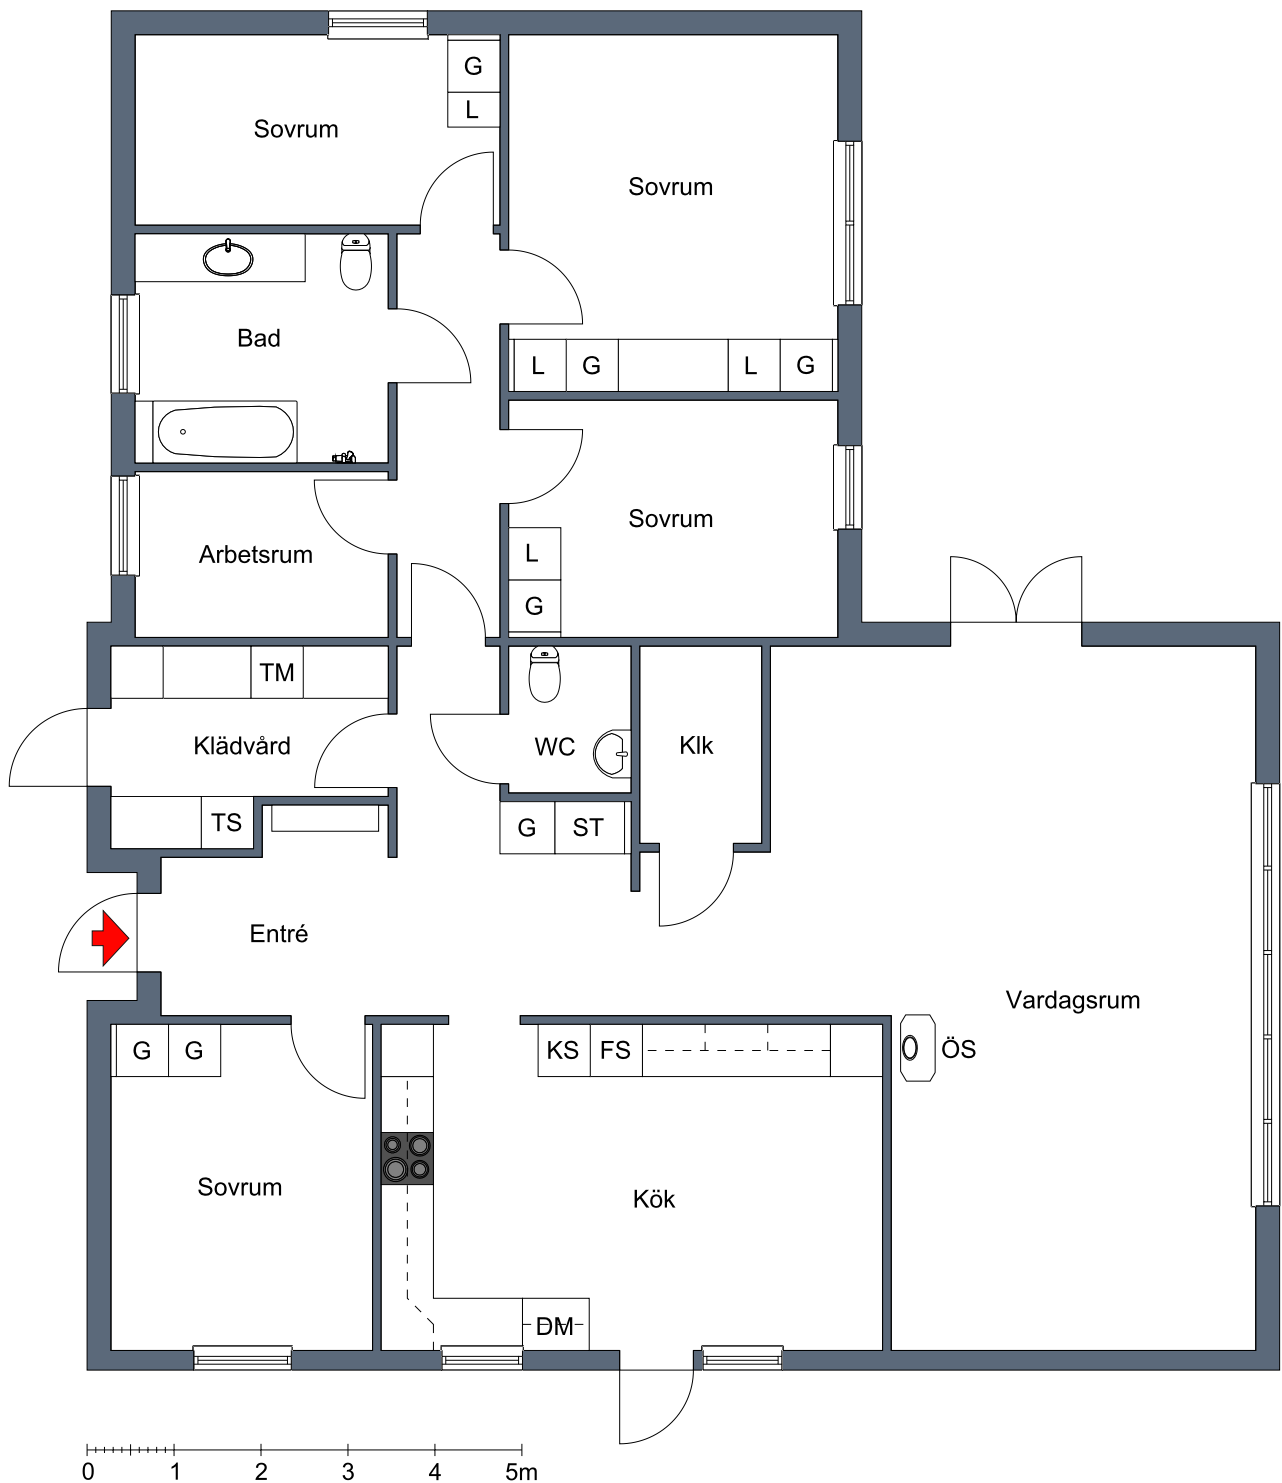 G
L
Sovrum
Sovrum
Bad
L G L G
Sovrum
Arbetsrum
L
G
TM
Klädvård
WC
Klk
TS
G ST
Entré
Vardagsrum
ÖS
G G
KS FS
Sovrum
Kök
DM
0 1 2 3 4 5m